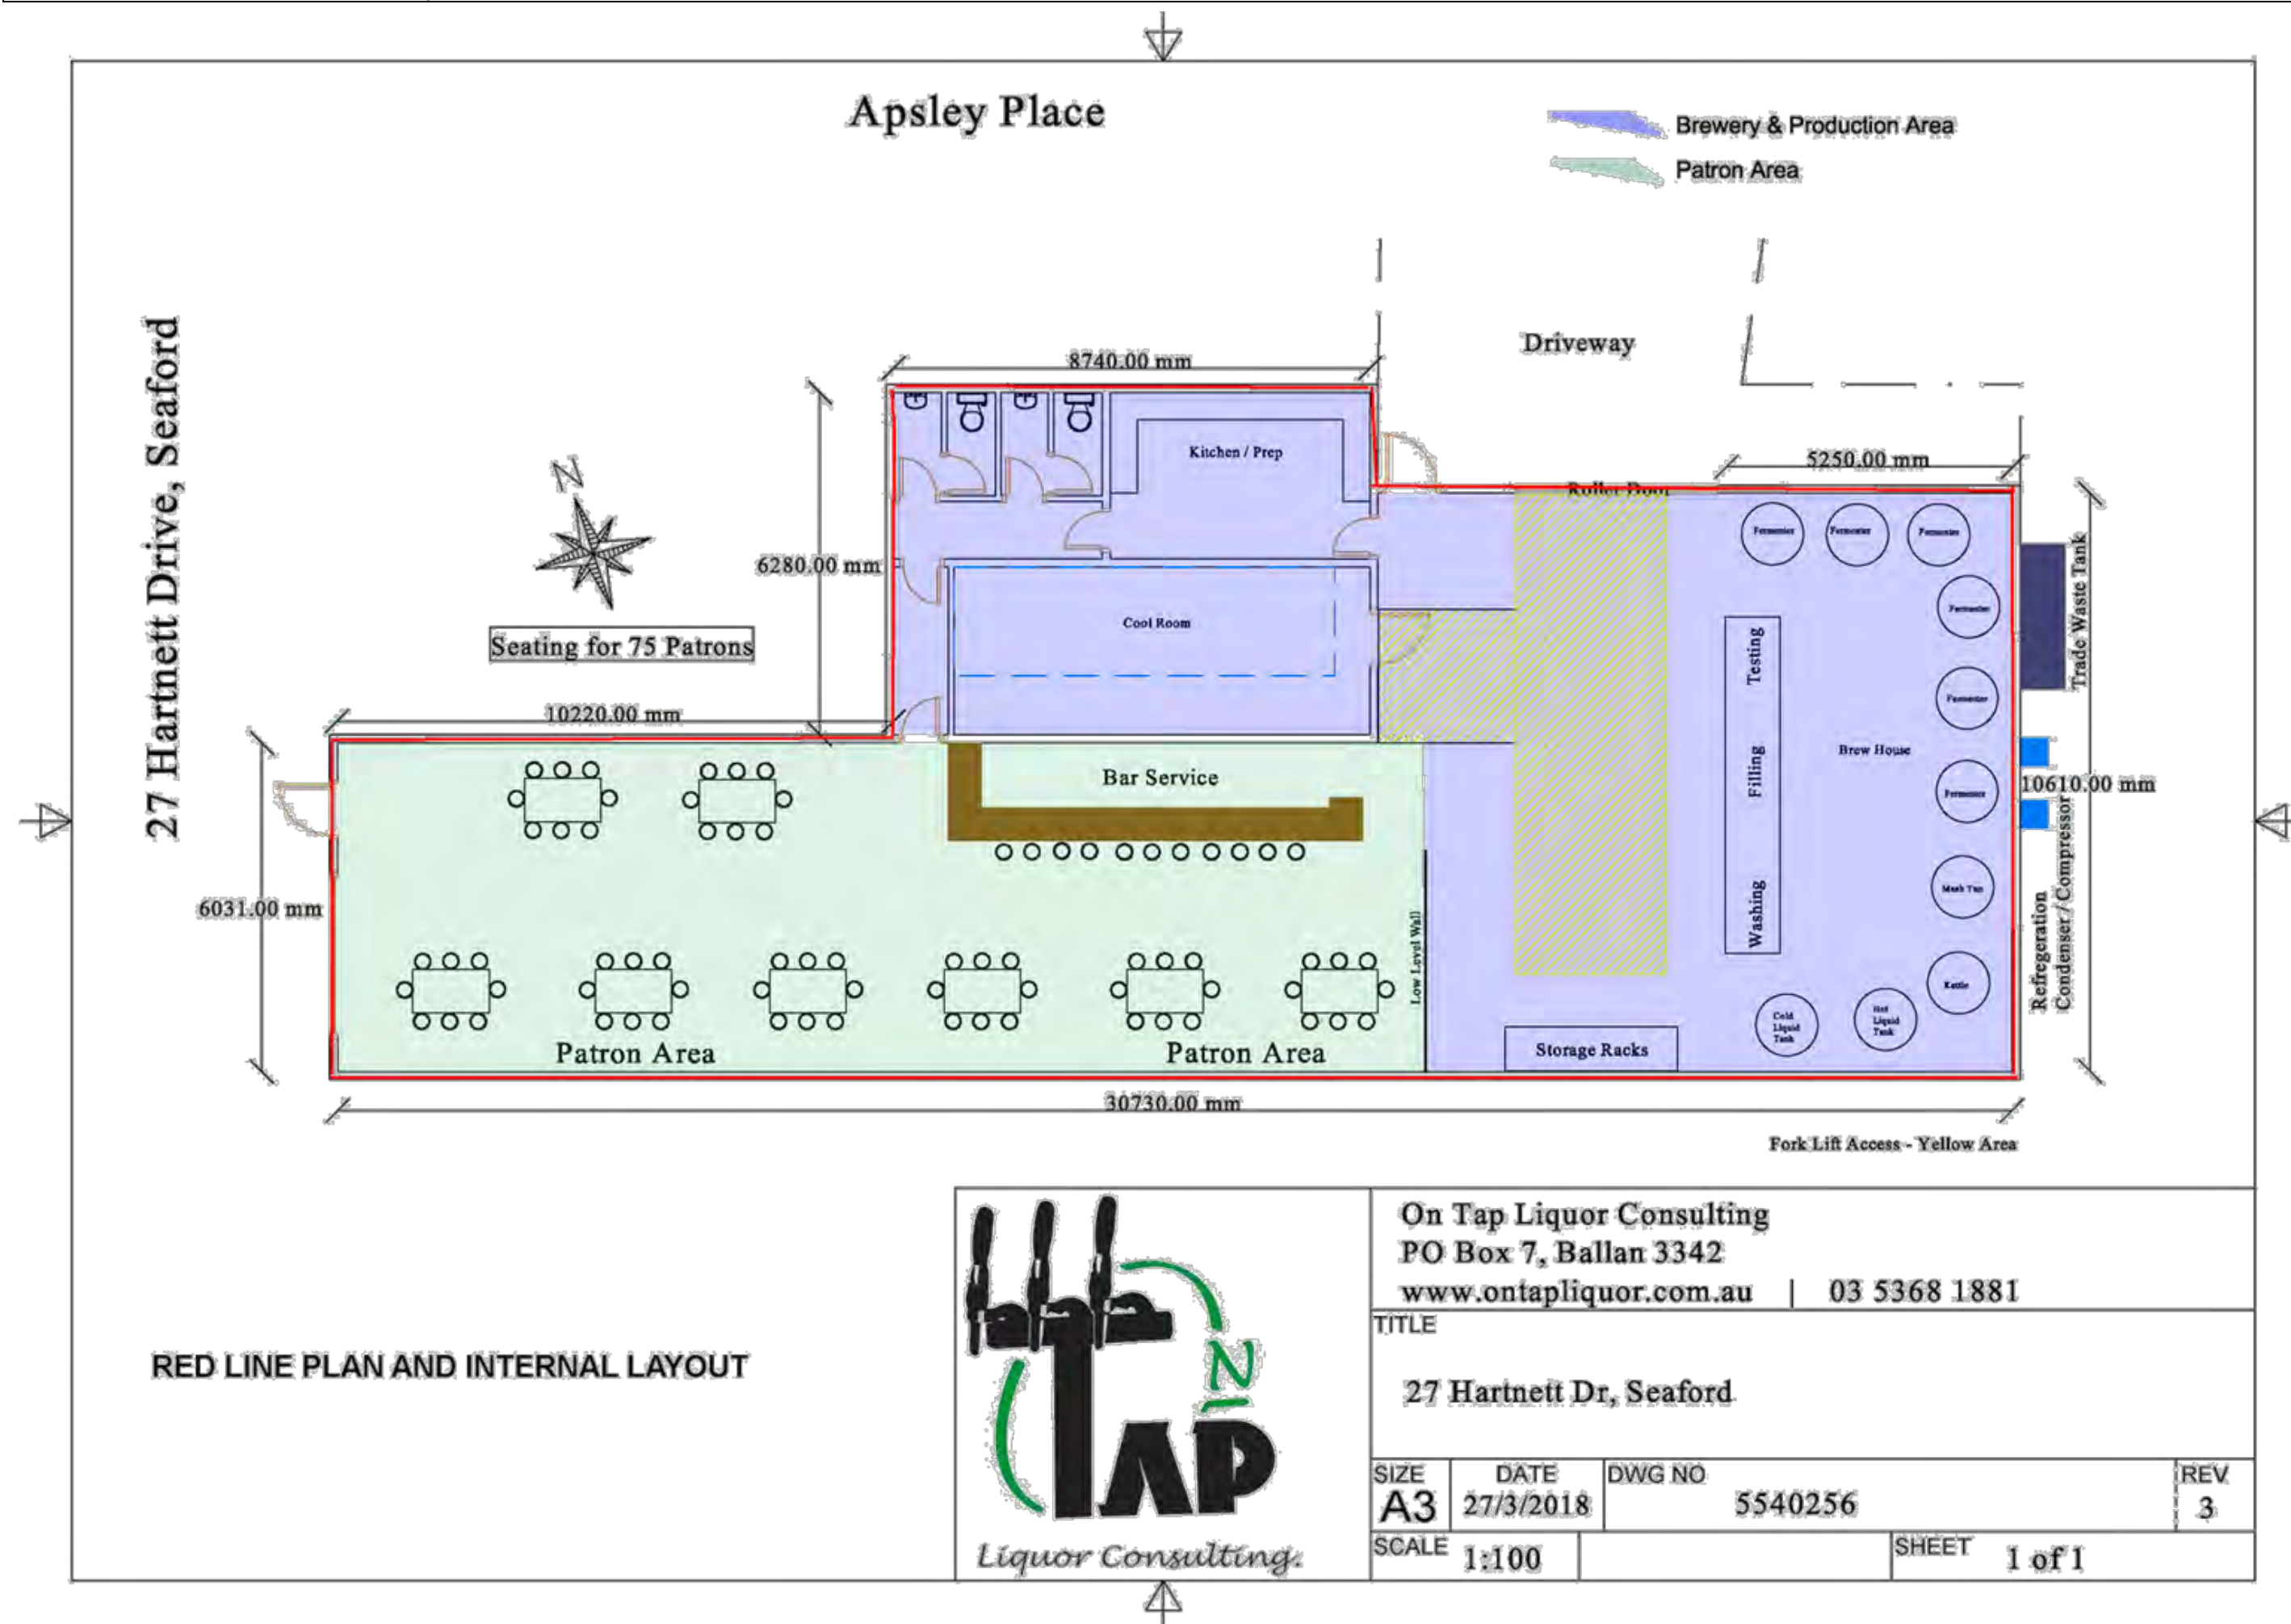 Apsley Place
Brewery & Production Area
Patron Area
27 Hartnett Drive, Seaford
Driveway
8740.00 mm
5250.00 mm
Kitchen / Prep
Roller Door
N
Fermenter
Fermenter
Fermenter
6280.00 mm
Trade Waste Tank
Fermenter
Cool Room
Testing
Seating for 75 Patrons
Fermenter
10220.00 mm
Brew House
Bar Service
Filling
Fermenter
10610.00 mm
6031.00 mm
Mash Tun
Low Level Wall
Washing
Refregeration
Condenser / Compressor
Kettle
Cold
Liquid
Tank
Hot
Liquid
Tank
Patron Area
Patron Area
Storage Racks
30730.00 mm
Fork Lift Access - Yellow Area
RED LINE PLAN AND INTERNAL LAYOUT
N
TAP
Liquor Consulting.
On Tap Liquor Consulting
PO Box 7, Ballan 3342
www.ontapliquor.com.au | 03 5368 1881
TITLE
27 Hartnett Dr, Seaford
SIZE
A3
DATE
27/3/2018
DWG NO
5540256
REV
3
SCALE
1:100
SHEET
1 of 1